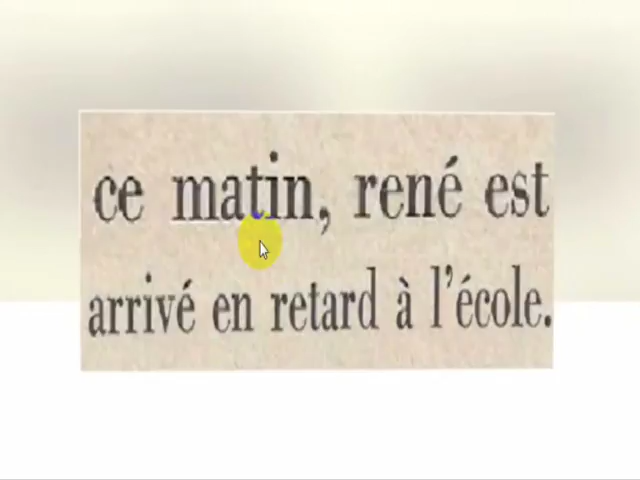 ce matin, rené est
arrivé en retard à l'école.